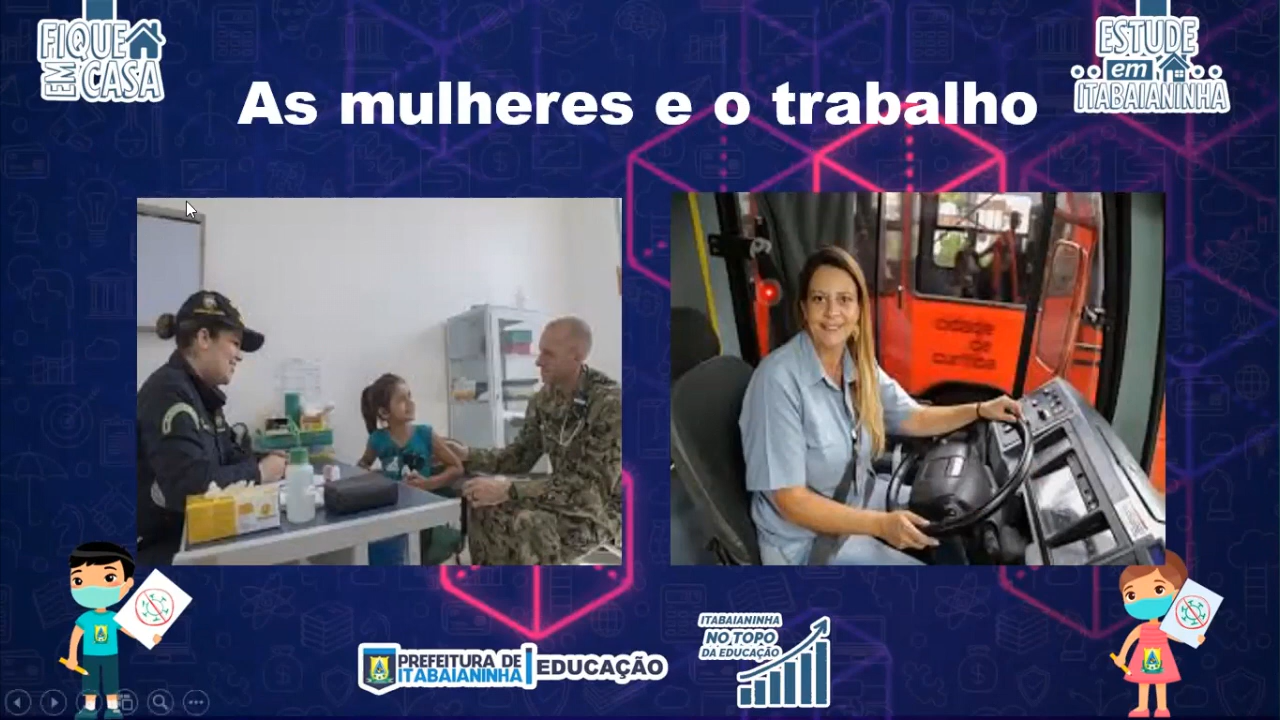 FIQUE
EM CASA
ESTUDE
em
ITABAIANINHA
As mulheres e o trabalho
cidade
de
curitiba
PREFEITURA DE
ITABAIANINHA
EDUCAÇÃO
ITABAIANINHA
NO TOPO
DA EDUCAÇÃO